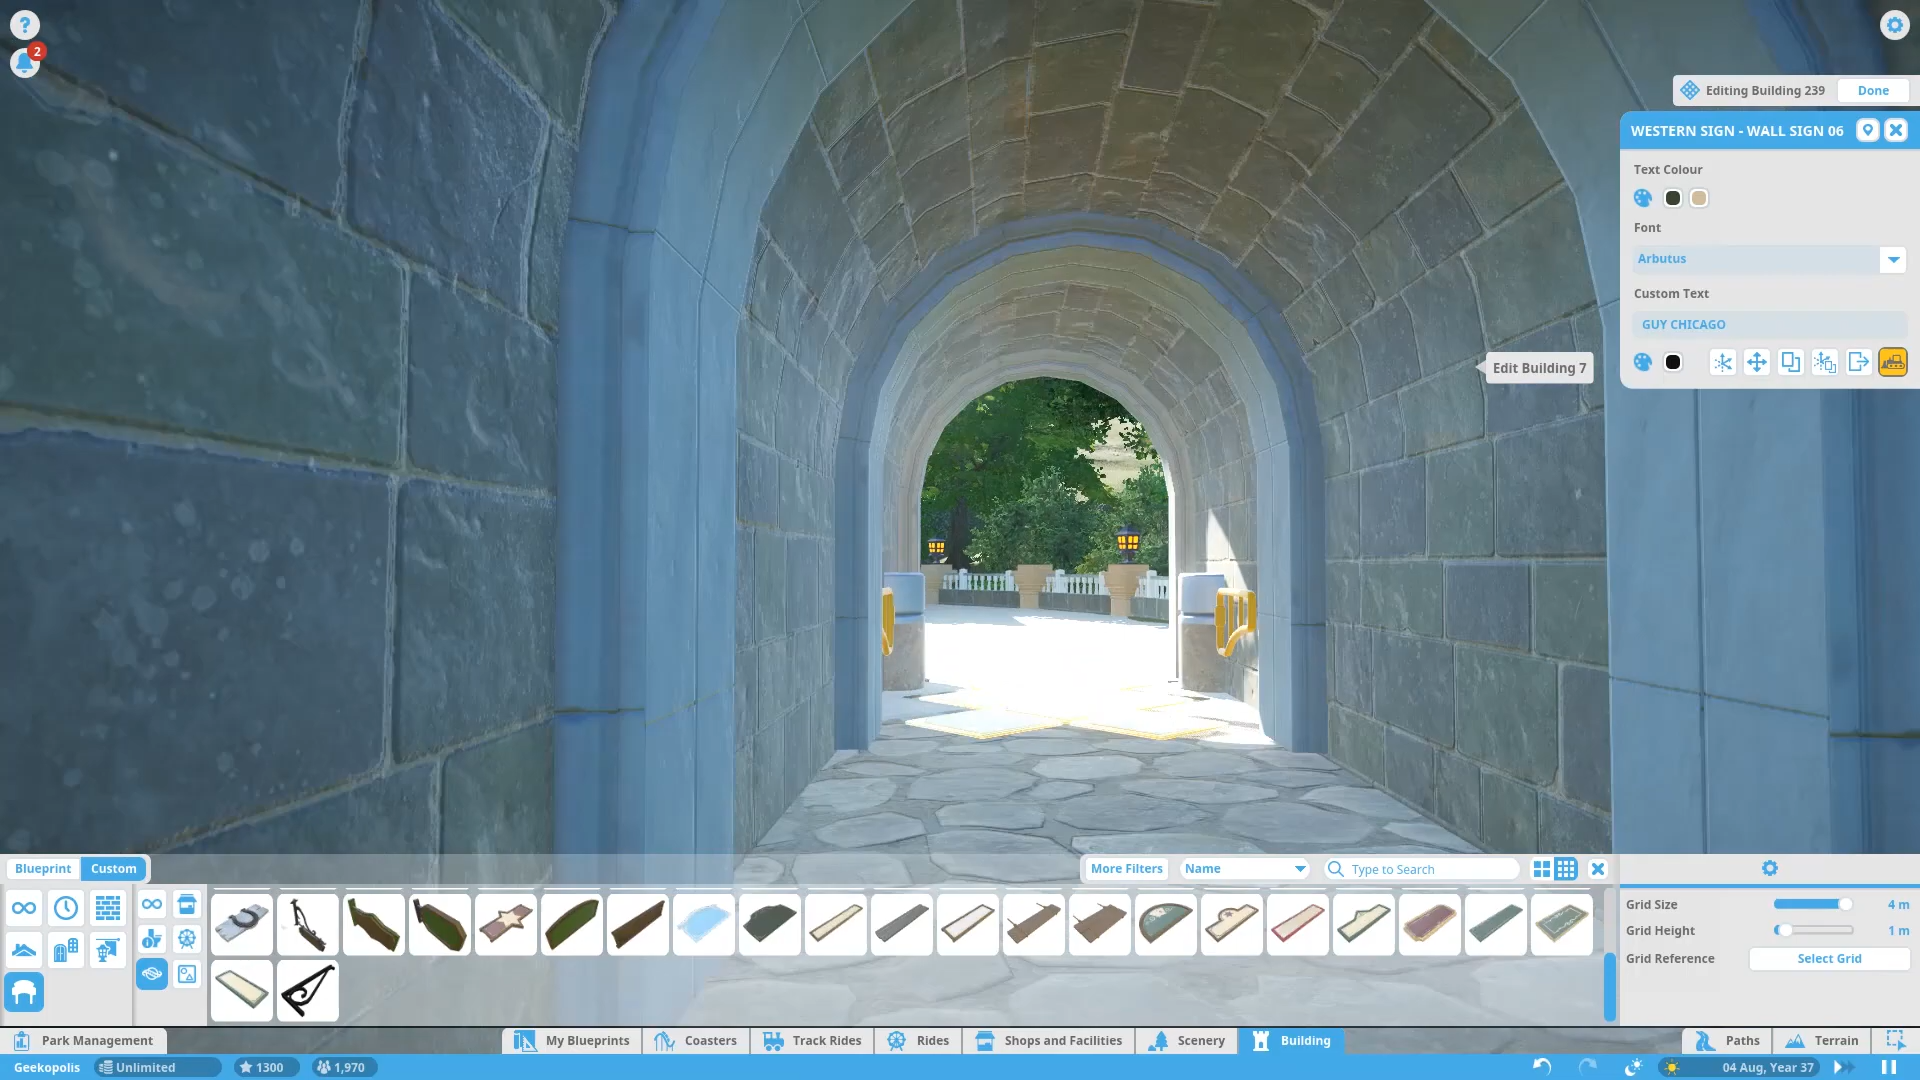 ?
2
Editing Building 239
Done
WESTERN SIGN - WALL SIGN 06
Text Colour
Font
Arbutus
Custom Text
GUY CHICAGO
Edit Building 7
Blueprint
Custom
More Filters
Name
Type to Search
Grid Size
4 m
Grid Height
1 m
Grid Reference
Select Grid
Park Management
My Blueprints
Coasters
Track Rides
Rides
Shops and Facilities
Scenery
Building
Paths
Terrain
Geekopolis
Unlimited
1300
1,970
04 Aug, Year 37